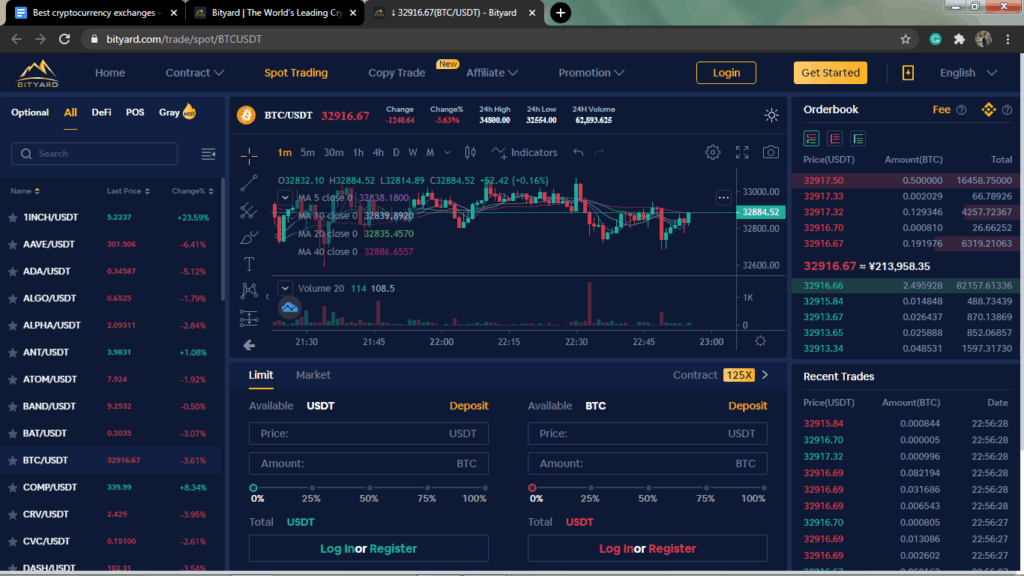 Best cryptocurrency exchanges -
Bityard | The World's Leading Cry
↓ 32916.67(BTC/USDT) - Bityard
bityard.com/trade/spot/BTCUSDT
BITYARD
Home
Contract
Spot Trading
Copy Trade
New
Affiliate
Promotion
Login
Get Started
English
Optional All DeFi POS Gray HOT
Search
Name Last Price Change%
1INCH/USDT 5.2237 +23.59%
AAVE/USDT 301.506 -6.41%
ADA/USDT 0.34587 -5.12%
ALGO/USDT 0.6525 -1.79%
ALPHA/USDT 2.09311 -2.84%
ANT/USDT 3.9831 +1.08%
ATOM/USDT 7.924 -1.92%
BAND/USDT 9.2532 -0.50%
BAT/USDT 0.3035 -3.07%
BTC/USDT 32916.67 -3.61%
COMP/USDT 339.99 +8.34%
CRV/USDT 2.429 -3.95%
CVC/USDT 0.15100 -2.61%
DASH/USDT 102.31 -3.54%
BTC/USDT 32916.67
Change Change% 24h High 24h Low 24H Volume
-1240.64 -3.63% 34800.00 32554.00 62,893.625
1m 5m 30m 1h 4h D W M Indicators
O32832.10 H32884.52 L32814.89 C32884.52 +52.42 (+0.16%)
MA 5 close 0 32838.1800
MA 10 close 0 32839.8920
MA 20 close 0 32835.4570
MA 40 close 0 32886.6557
33000.00
32884.52
32800.00
32600.00
Volume 20 114 108.5
1K
0
21:30 21:45 22:00 22:15 22:30 22:45 23:00
Limit Market Contract 125X
Available USDT Deposit
Price: USDT
Amount: BTC
0% 25% 50% 75% 100%
Total USDT
Log In or Register
Available BTC Deposit
Price: USDT
Amount: BTC
0% 25% 50% 75% 100%
Total USDT
Log In or Register
Orderbook Fee
Price(USDT) Amount(BTC) Total
32917.50 0.500000 16458.75000
32917.33 0.002029 66.78926
32917.32 0.129346 4257.72367
32916.70 0.000810 26.66252
32916.67 0.191976 6319.21063
32916.67 ≈ ¥213,958.35
32916.66 2.495928 82157.61336
32915.84 0.014848 488.73439
32913.67 0.026437 870.13869
32913.65 0.025888 852.06857
32913.34 0.048531 1597.31730
Recent Trades
Price(USDT) Amount(BTC) Date
32915.84 0.000844 22:56:28
32916.70 0.000005 22:56:28
32917.32 0.000996 22:56:28
32916.69 0.082194 22:56:28
32916.69 0.031686 22:56:28
32916.69 0.006543 22:56:28
32916.70 0.000805 22:56:27
32916.69 0.013086 22:56:27
32916.69 0.002602 22:56:27